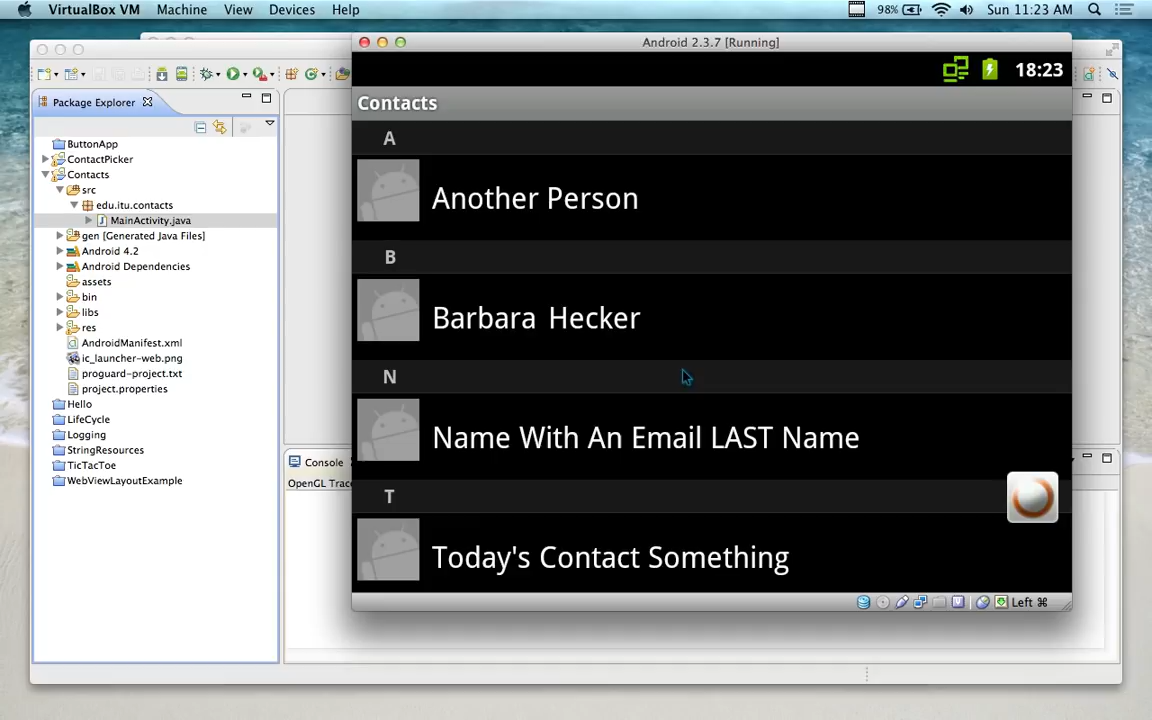 VirtualBox VM Machine View Devices Help 98% Sun 11:23 AM
Android 2.3.7 [Running]
18:23
Package Explorer
Contacts
A
Another Person
B
Barbara Hecker
N
Name With An Email LAST Name
T
Today's Contact Something
Left ⌘
ButtonApp
ContactPicker
Contacts
src
edu.itu.contacts
MainActivity.java
gen [Generated Java Files]
Android 4.2
Android Dependencies
assets
bin
libs
res
AndroidManifest.xml
ic_launcher-web.png
proguard-project.txt
project.properties
Hello
LifeCycle
Logging
StringResources
TicTacToe
WebViewLayoutExample
Console
OpenGL Trace